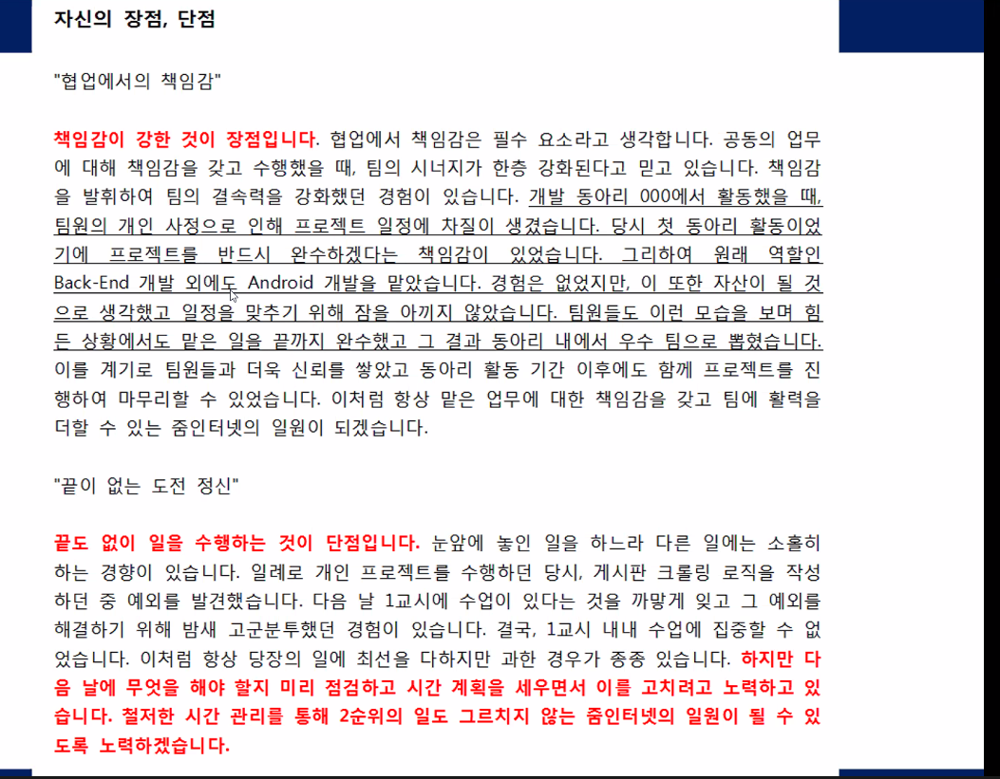 자신의 장점, 단점
"협업에서의 책임감"
책임감이 강한 것이 장점입니다. 협업에서 책임감은 필수 요소라고 생각합니다. 공동의 업무
에 대해 책임감을 갖고 수행했을 때, 팀의 시너지가 한층 강화된다고 믿고 있습니다. 책임감
을 발휘하여 팀의 결속력을 강화했던 경험이 있습니다. 개발 동아리 000에서 활동했을 때,
팀원의 개인 사정으로 인해 프로젝트 일정에 차질이 생겼습니다. 당시 첫 동아리 활동이었
기에 프로젝트를 반드시 완수하겠다는 책임감이 있었습니다. 그리하여 원래 역할인
Back-End 개발 외에도 Android 개발을 맡았습니다. 경험은 없었지만, 이 또한 자산이 될 것
으로 생각했고 일정을 맞추기 위해 잠을 아끼지 않았습니다. 팀원들도 이런 모습을 보며 힘
든 상황에서도 맡은 일을 끝까지 완수했고 그 결과 동아리 내에서 우수 팀으로 뽑혔습니다.
이를 계기로 팀원들과 더욱 신뢰를 쌓았고 동아리 활동 기간 이후에도 함께 프로젝트를 진
행하여 마무리할 수 있었습니다. 이처럼 항상 맡은 업무에 대한 책임감을 갖고 팀에 활력을
더할 수 있는 줌인터넷의 일원이 되겠습니다.
"끝이 없는 도전 정신"
끝도 없이 일을 수행하는 것이 단점입니다. 눈앞에 놓인 일을 하느라 다른 일에는 소홀히
하는 경향이 있습니다. 일례로 개인 프로젝트를 수행하던 당시, 게시판 크롤링 로직을 작성
하던 중 예외를 발견했습니다. 다음 날 1교시에 수업이 있다는 것을 까맣게 잊고 그 예외를
해결하기 위해 밤새 고군분투했던 경험이 있습니다. 결국, 1교시 내내 수업에 집중할 수 없
었습니다. 이처럼 항상 당장의 일에 최선을 다하지만 과한 경우가 종종 있습니다. 하지만 다
음 날에 무엇을 해야 할지 미리 점검하고 시간 계획을 세우면서 이를 고치려고 노력하고 있
습니다. 철저한 시간 관리를 통해 2순위의 일도 그르치지 않는 줌인터넷의 일원이 될 수 있
도록 노력하겠습니다.